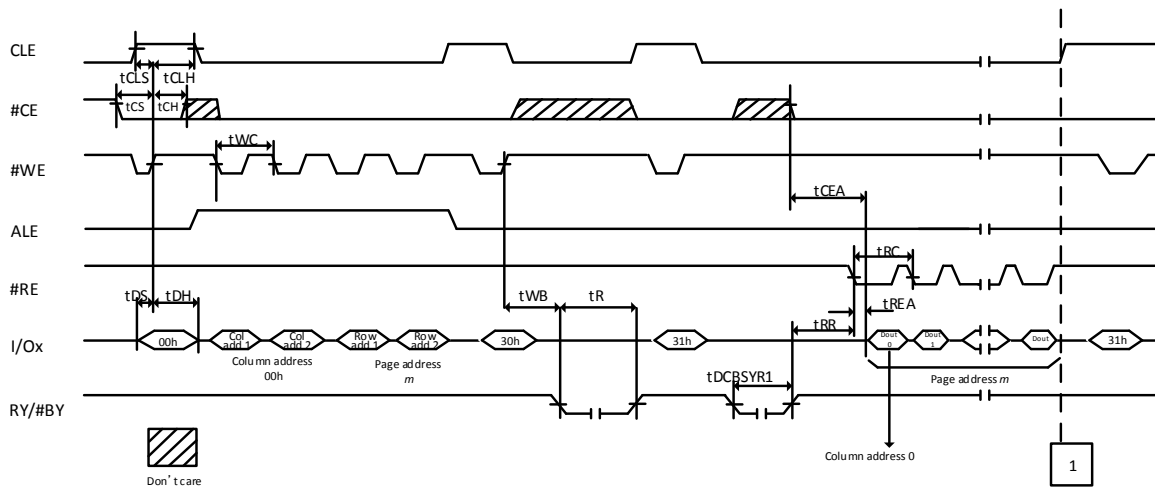 CLE
tCLS tCLH
#CE
tCS tCH
tWC
#WE
tCEA
ALE
tRC
#RE
tDS tDH
tWB tR
tREA
tRR
I/Ox
00h
Col add.1
Col add.2
Row add.1
Row add.2
30h
31h
Dout 0
Dout 1
Dout
31h
Column address 00h
Page address m
tDCBSYR1
Page address m
RY/#BY
Column address 0
1
Don't care